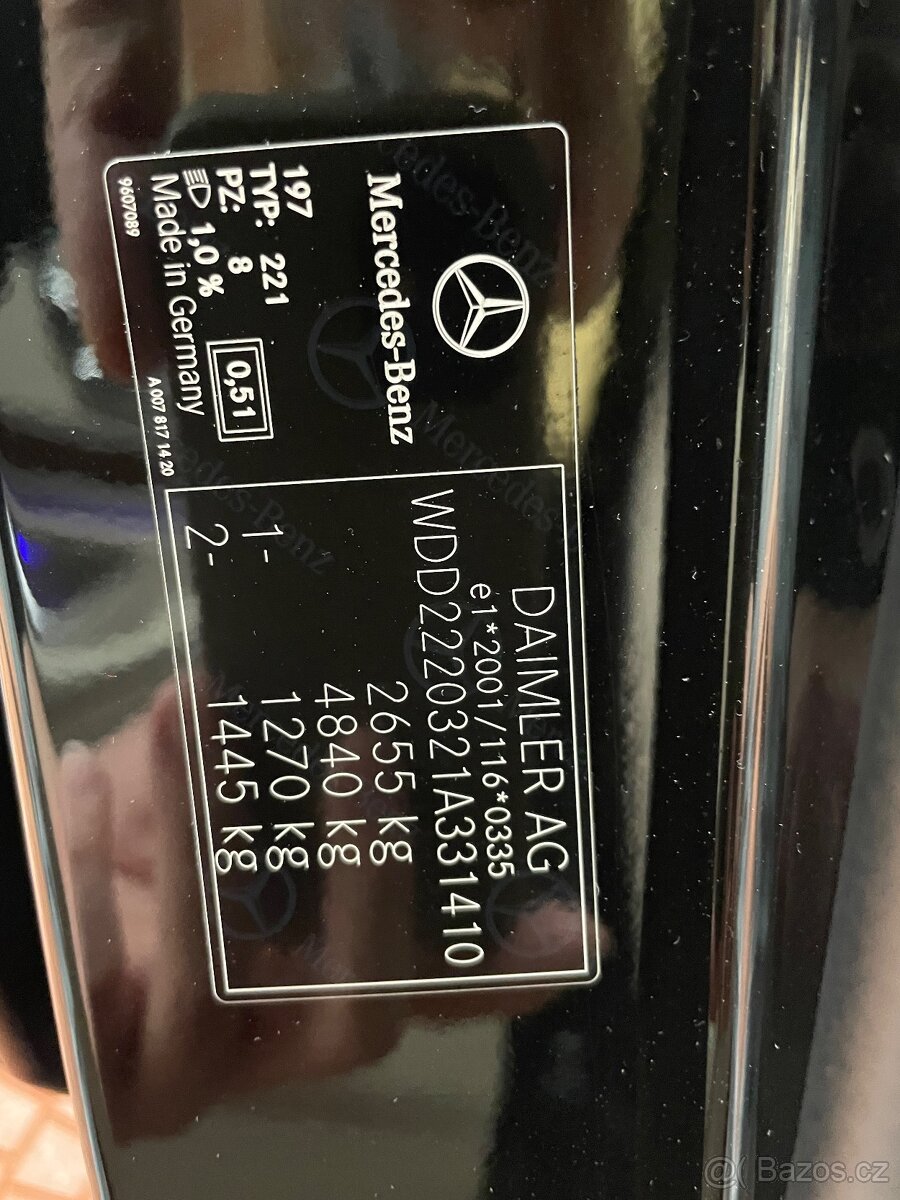 Mercedes-Benz
197
TYP: 221
PZ: 8
1,0 %
0,51
Made in Germany
9607089
A 007 817 14 20
DAIMLER AG
e1*2001/116*0335
WDD2220321A331410
2655 kg
4840 kg
1- 1270 kg
2- 1445 kg
@ Bazos.cz